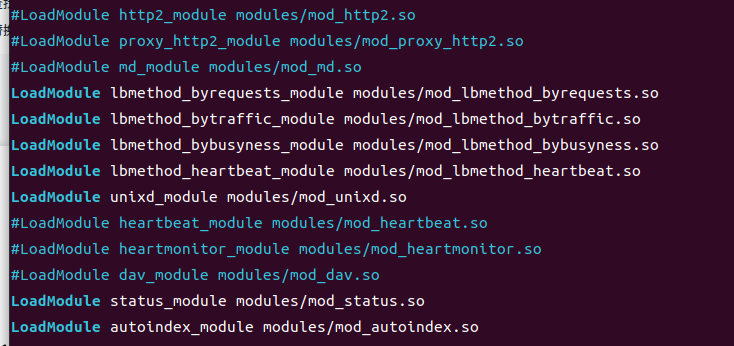 #LoadModule http2_module modules/mod_http2.so
#LoadModule proxy_http2_module modules/mod_proxy_http2.so
#LoadModule md_module modules/mod_md.so
LoadModule lbmethod_byrequests_module modules/mod_lbmethod_byrequests.so
LoadModule lbmethod_bytraffic_module modules/mod_lbmethod_bytraffic.so
LoadModule lbmethod_bybusyness_module modules/mod_lbmethod_bybusyness.so
LoadModule lbmethod_heartbeat_module modules/mod_lbmethod_heartbeat.so
LoadModule unixd_module modules/mod_unixd.so
#LoadModule heartbeat_module modules/mod_heartbeat.so
#LoadModule heartmonitor_module modules/mod_heartmonitor.so
#LoadModule dav_module modules/mod_dav.so
LoadModule status_module modules/mod_status.so
LoadModule autoindex_module modules/mod_autoindex.so